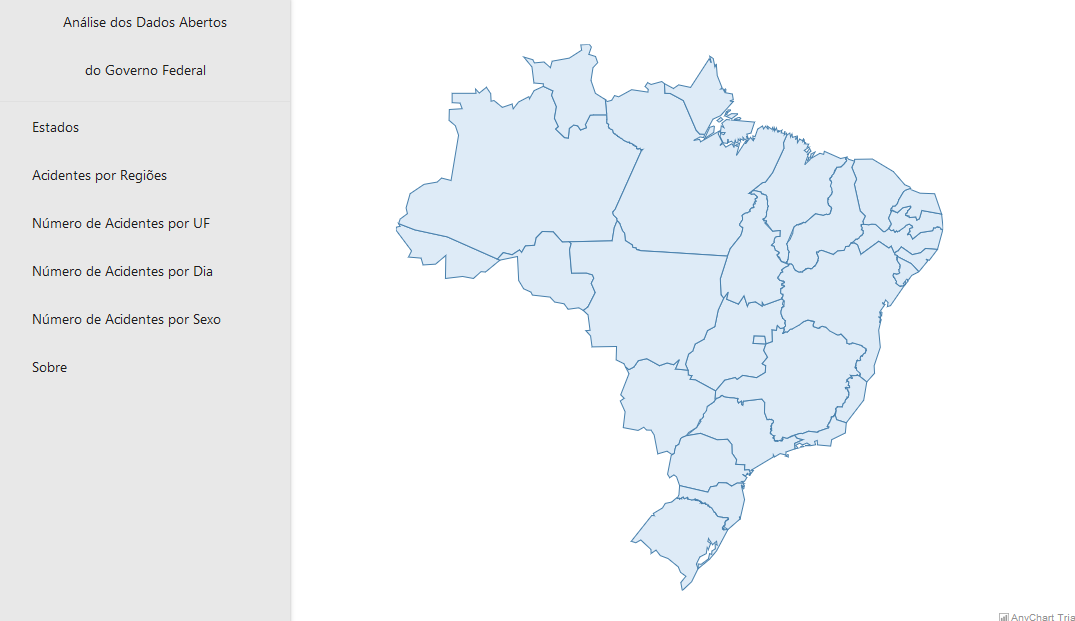 Análise dos Dados Abertos
do Governo Federal
Estados
Acidentes por Regiões
Número de Acidentes por UF
Número de Acidentes por Dia
Número de Acidentes por Sexo
Sobre
AnyChart Tria